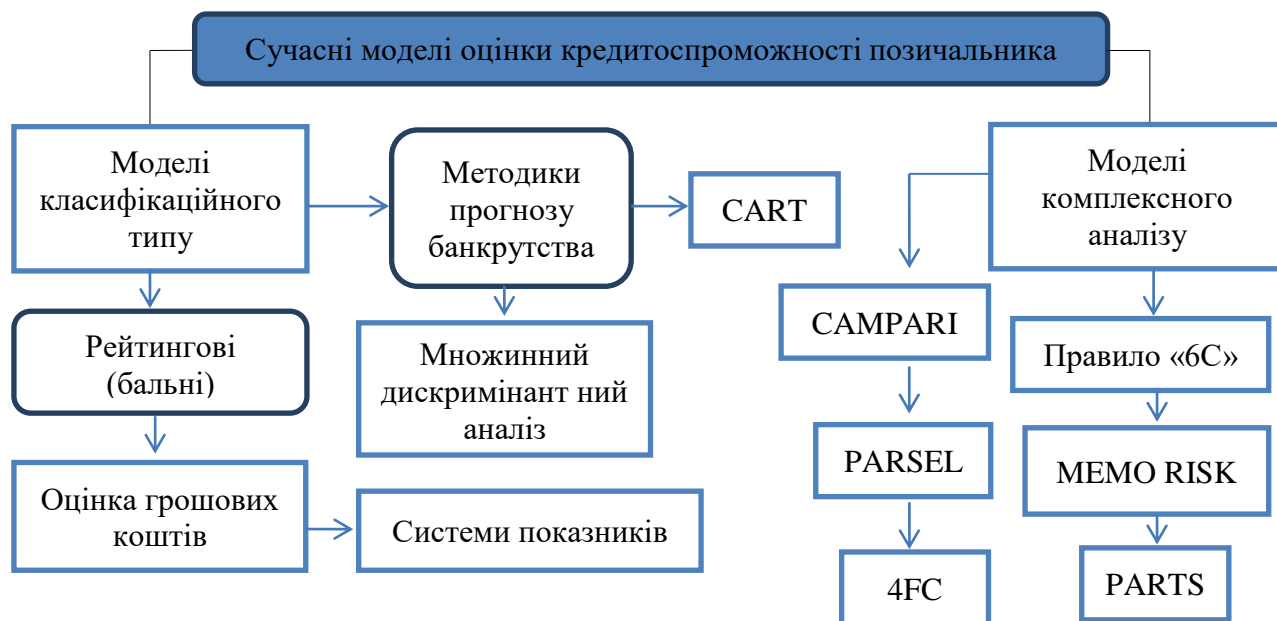 Сучасні моделі оцінки кредитоспроможності позичальника
Моделі
класифікаційного
типу
Методики
прогнозу
банкрутства
CART
Моделі
комплексного
аналізу
Рейтингові
(бальні)
Множинний
дискримінант ний
аналіз
CAMPARI
Правило «6С»
Оцінка грошових
коштів
Системи показників
PARSEL
MEMO RISK
4FC
PARTS